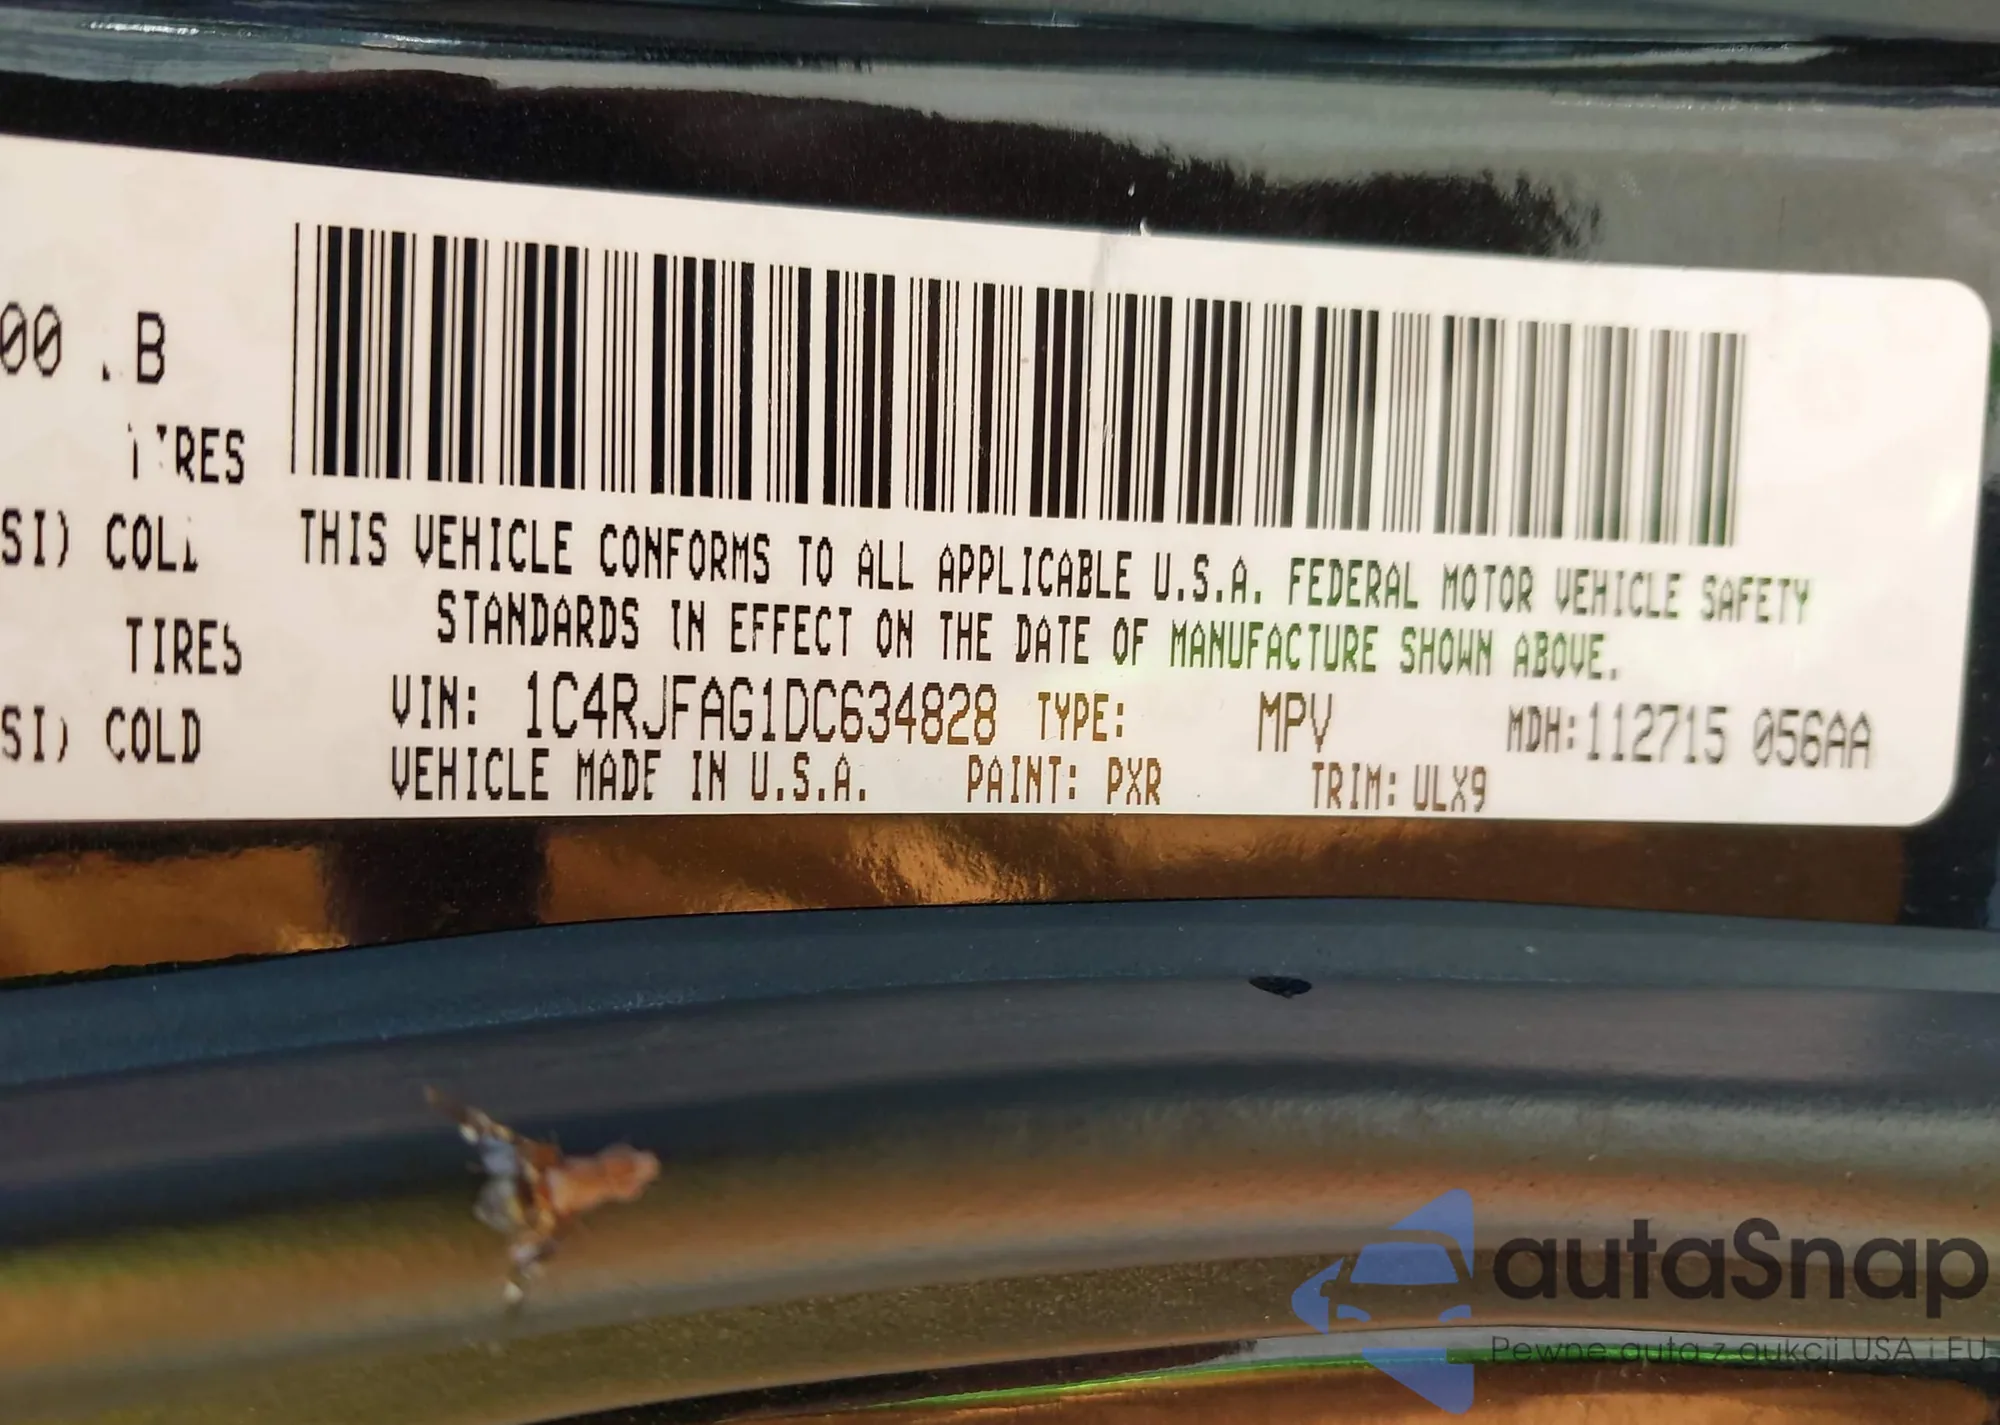 00 .B
TIRES
SI) COLD
TIRES
SI) COLD
THIS VEHICLE CONFORMS TO ALL APPLICABLE U.S.A. FEDERAL MOTOR VEHICLE SAFETY
STANDARDS IN EFFECT ON THE DATE OF MANUFACTURE SHOWN ABOVE.
VIN: 1C4RJFAG1DC634828 TYPE: MPV MDH:112715 056AA
VEHICLE MADE IN U.S.A. PAINT: PXR TRIM: ULX9
autaSnap
Pewne auta z aukcji USA i EU